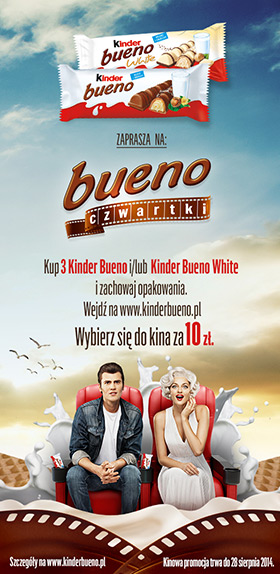 Kinder
bueno
White
Kinder
bueno
ZAPRASZA NA:
bueno
czwartki
Kup 3 Kinder Bueno i/lub Kinder Bueno White
i zachowaj opakowania.
Wejdź na www.kinderbueno.pl
Wybierz się do kina za 10 zł.
Szczegóły na www.kinderbueno.pl
Kinowa promocja trwa do 28 sierpnia 2014